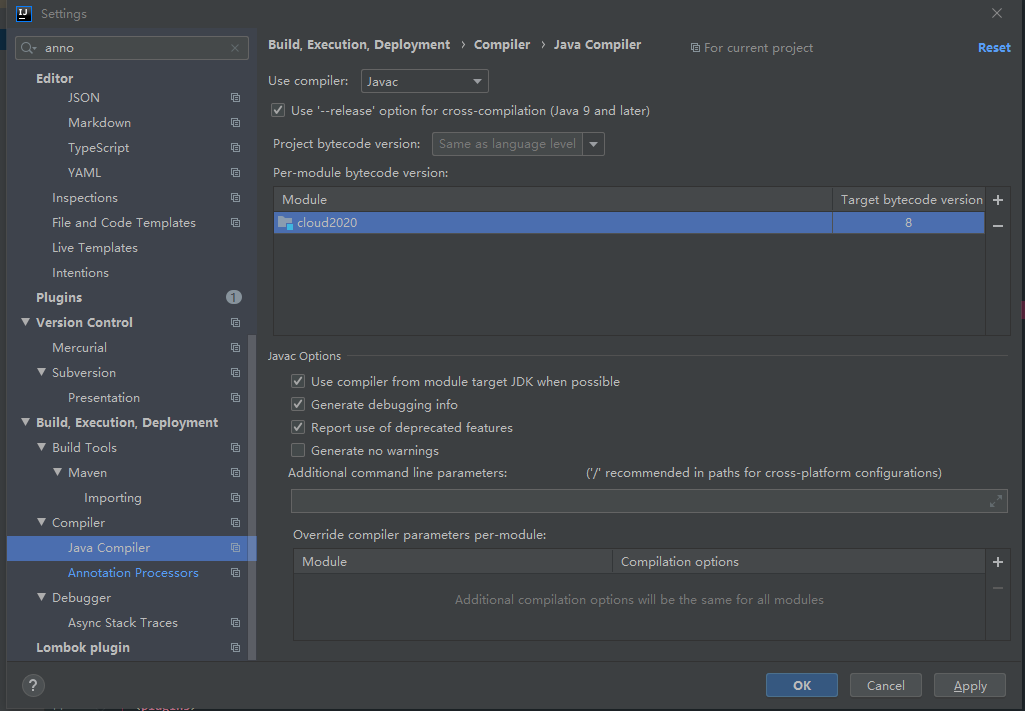 Settings
anno
Editor
JSON
Markdown
TypeScript
YAML
Inspections
File and Code Templates
Live Templates
Intentions
Plugins 1
Version Control
Mercurial
Subversion
Presentation
Build, Execution, Deployment
Build Tools
Maven
Importing
Compiler
Java Compiler
Annotation Processors
Debugger
Async Stack Traces
Lombok plugin
Build, Execution, Deployment › Compiler › Java Compiler
For current project
Reset
Use compiler: Javac
Use '--release' option for cross-compilation (Java 9 and later)
Project bytecode version: Same as language level
Per-module bytecode version:
Module Target bytecode version
cloud2020 8
Javac Options
Use compiler from module target JDK when possible
Generate debugging info
Report use of deprecated features
Generate no warnings
Additional command line parameters: ('/' recommended in paths for cross-platform configurations)
Override compiler parameters per-module:
Module Compilation options
Additional compilation options will be the same for all modules
? OK Cancel Apply